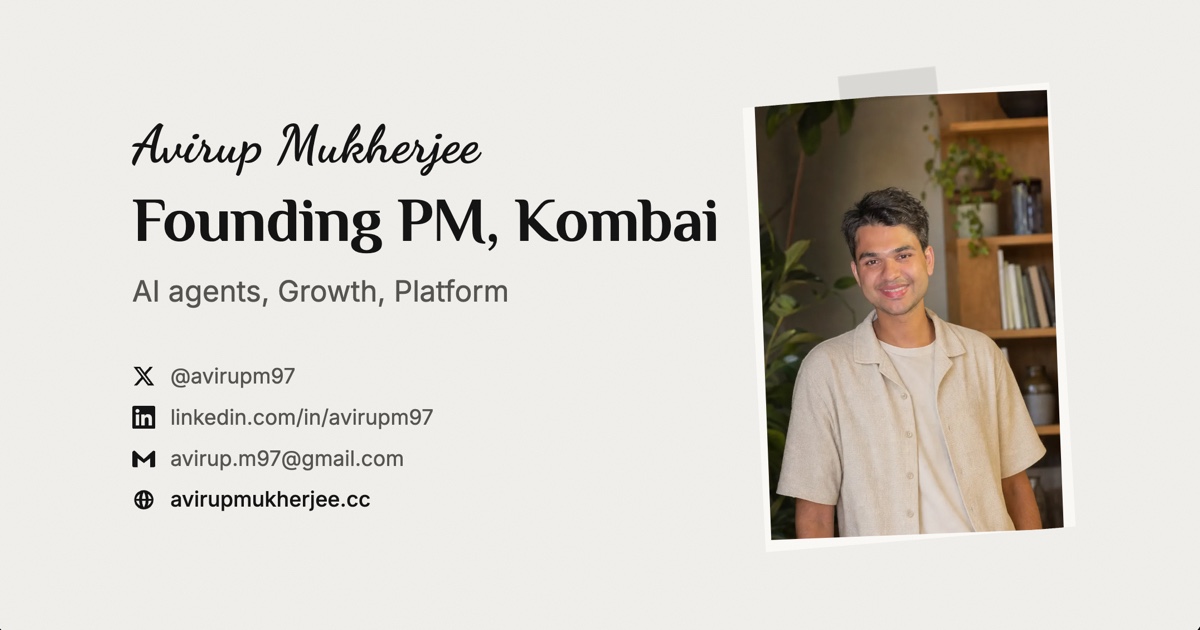 Avirup Mukherjee
Founding PM, Kombai
AI agents, Growth, Platform
@avirupm97
linkedin.com/in/avirupm97
avirup.m97@gmail.com
avirupmukherjee.cc